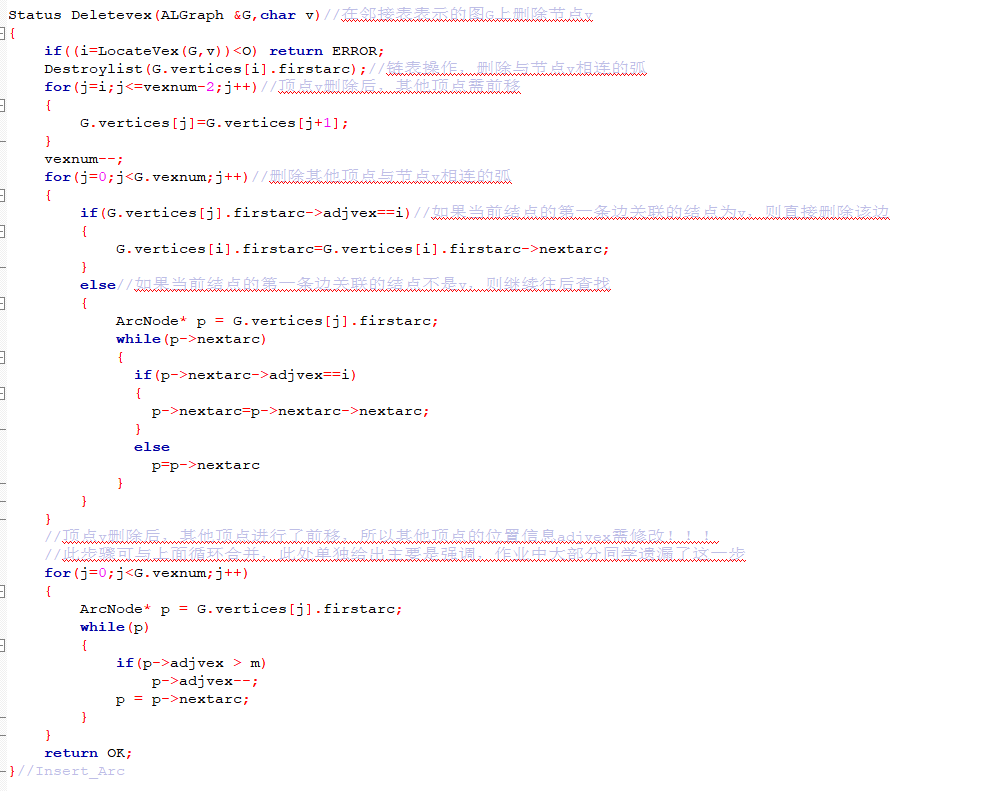 Status Deletevex(ALGraph &G,char v)//在邻接表表示的图G上删除节点v
{
if((i=LocateVex(G,v))<O) return ERROR;
Destroylist(G.vertices[i].firstarc);//链表操作，删除与节点v相连的弧
for(j=i;j<=vexnum-2;j++)//顶点v删除后，其他顶点需前移
{
G.vertices[j]=G.vertices[j+1];
}
vexnum--;
for(j=0;j<G.vexnum;j++)//删除其他顶点与节点v相连的弧
{
if(G.vertices[j].firstarc->adjvex==i)//如果当前结点的第一条边关联的结点为v，则直接删除该边
{
G.vertices[i].firstarc=G.vertices[i].firstarc->nextarc;
}
else//如果当前结点的第一条边关联的结点不是v，则继续往后查找
{
ArcNode* p = G.vertices[j].firstarc;
while(p->nextarc)
{
if(p->nextarc->adjvex==i)
{
p->nextarc=p->nextarc->nextarc;
}
else
p=p->nextarc
}
}
}
//顶点v删除后，其他顶点进行了前移，所以其他顶点的位置信息adjvex需修改！！！
//此步骤可与上面循环合并，此处单独给出主要是强调，作业中大部分同学遗漏了这一步
for(j=0;j<G.vexnum;j++)
{
ArcNode* p = G.vertices[j].firstarc;
while(p)
{
if(p->adjvex > m)
p->adjvex--;
p = p->nextarc;
}
}
return OK;
}//Insert_Arc